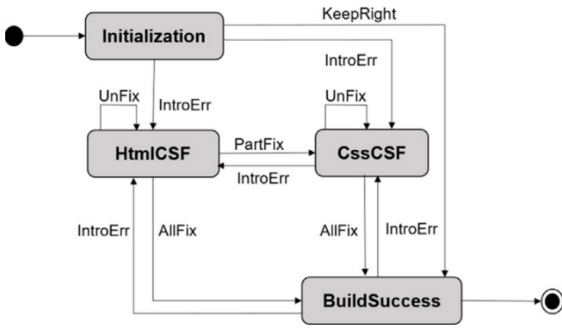 KeepRight
Initialization
IntroErr
UnFix
IntroErr
UnFix
HtmlCSF
PartFix
CssCSF
IntroErr
IntroErr
AllFix
AllFix
IntroErr
BuildSuccess